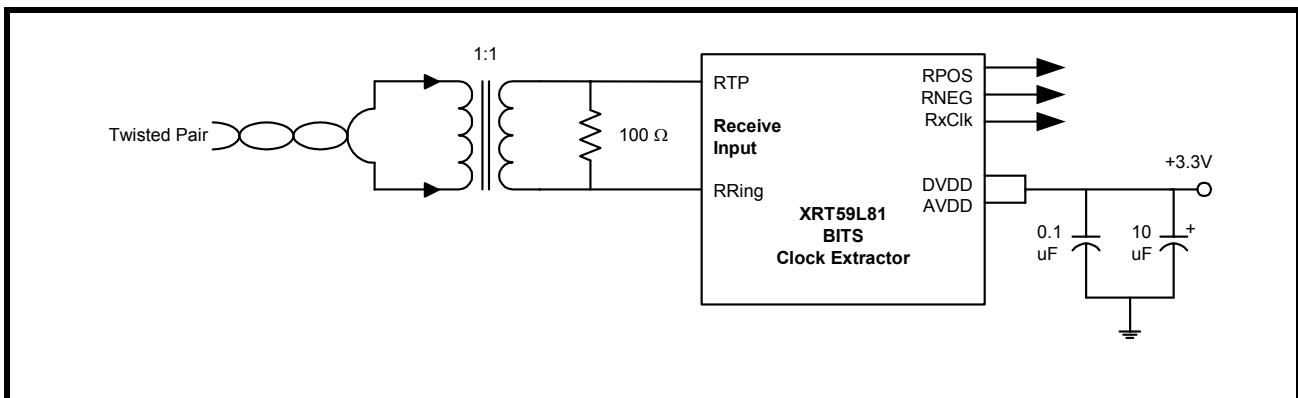 1:1
Twisted Pair
100 Ω
RTP
Receive
Input
RRing
XRT59L81
BITS
Clock Extractor
RPOS
RNEG
RxClk
DVDD
AVDD
+3.3V
0.1
uF
10
uF
+